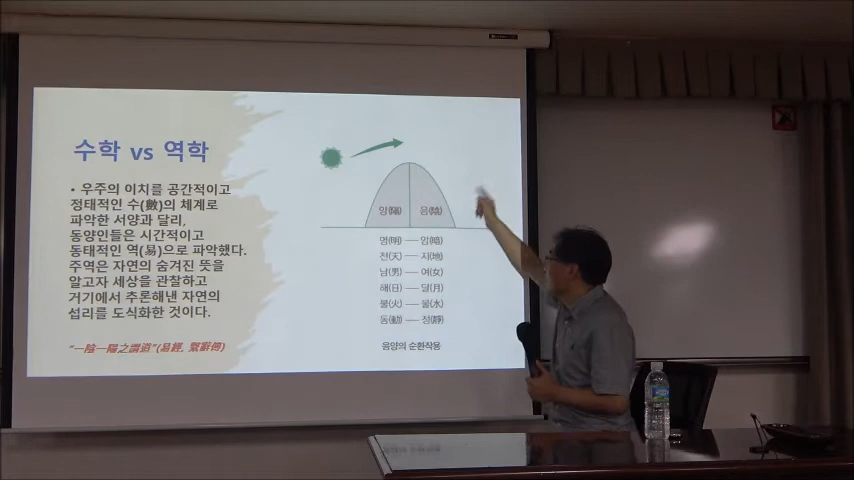 수학 vs 역학
• 우주의 이치를 공간적이고
정태적인 수(數)의 체계로
파악한 서양과 달리,
동양인들은 시간적이고
동태적인 역(易)으로 파악했다.
주역은 자연의 숨겨진 뜻을
알고자 세상을 관찰하고
거기에서 추론해낸 자연의
섭리를 도식화한 것이다.
"一陰一陽之謂道"(易經, 繫辭傳)
양(陽) 음(陰)
명(明) — 암(暗)
천(天) — 지(地)
남(男) — 여(女)
해(日) — 달(月)
불(火) — 물(水)
동(動) — 정(靜)
음양의 순환작용